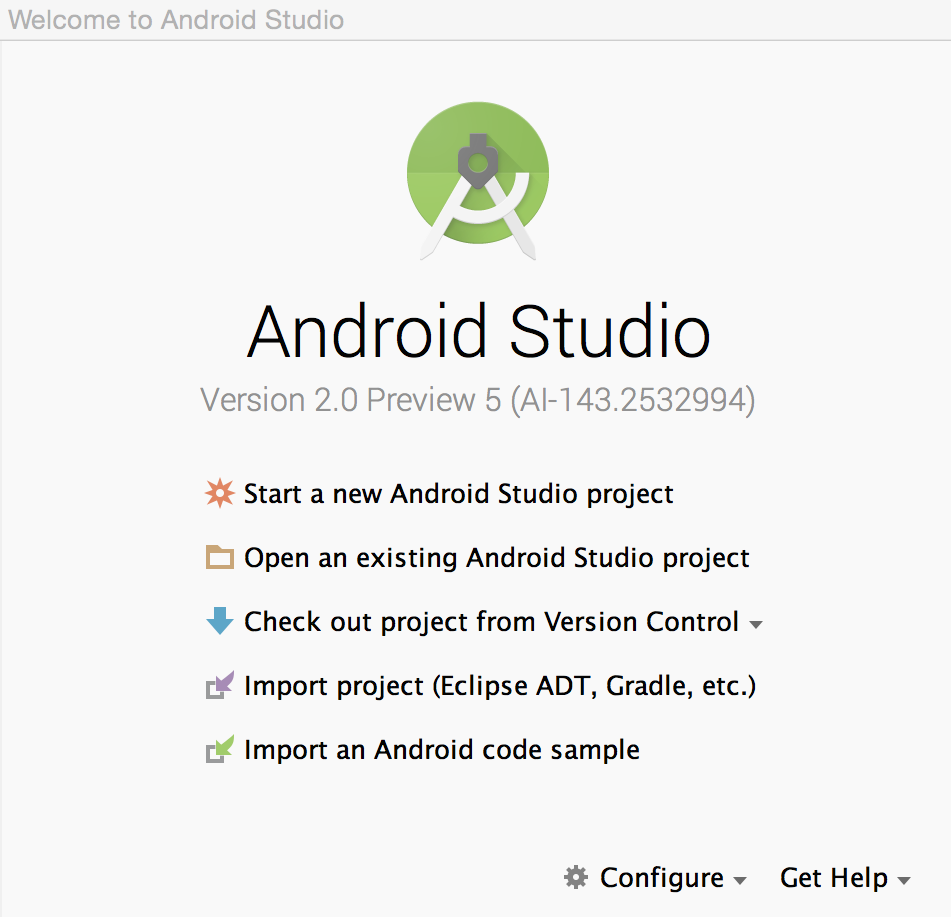 Welcome to Android Studio
Android Studio
Version 2.0 Preview 5 (AI-143.2532994)
Start a new Android Studio project
Open an existing Android Studio project
Check out project from Version Control
Import project (Eclipse ADT, Gradle, etc.)
Import an Android code sample
Configure Get Help